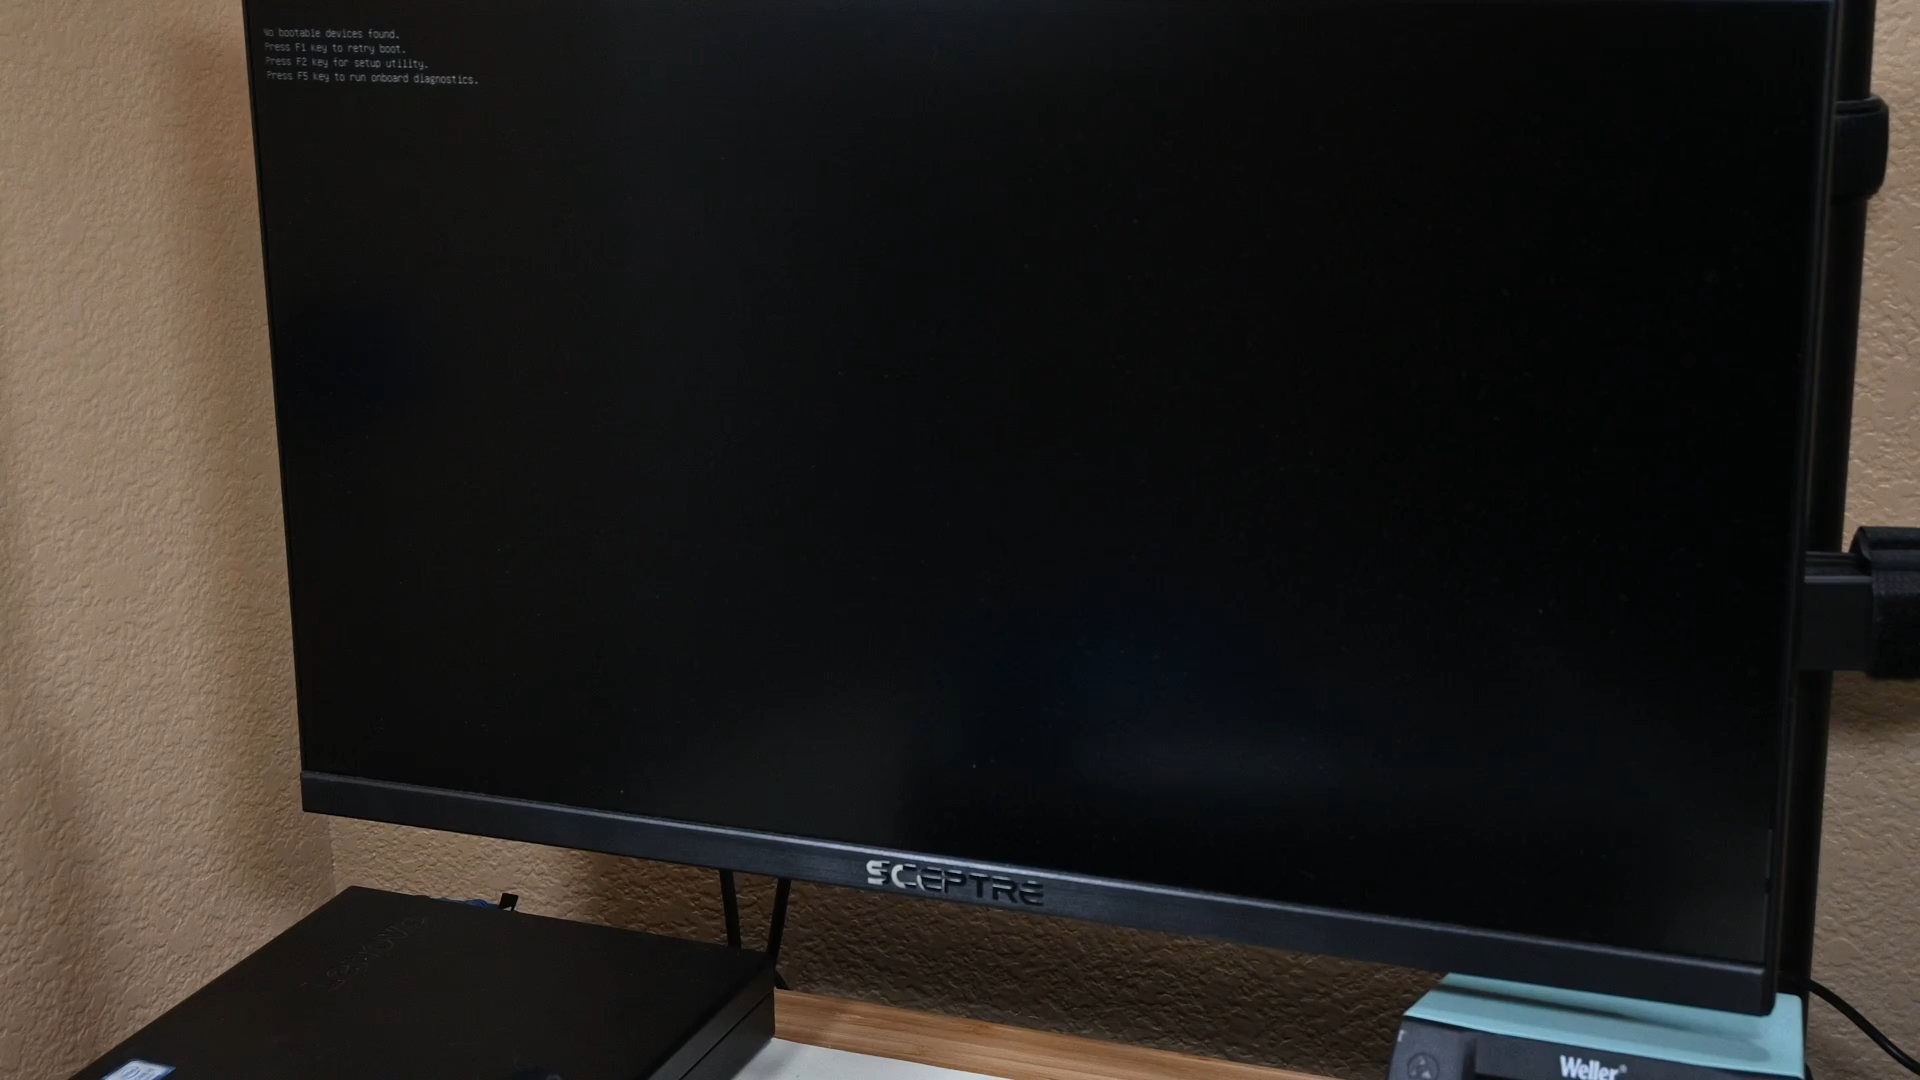 No bootable devices found.
Press F1 key to retry boot.
Press F2 key for setup utility.
Press F5 key to run onboard diagnostics.
SCEPTRE
Lenovo
Weller®